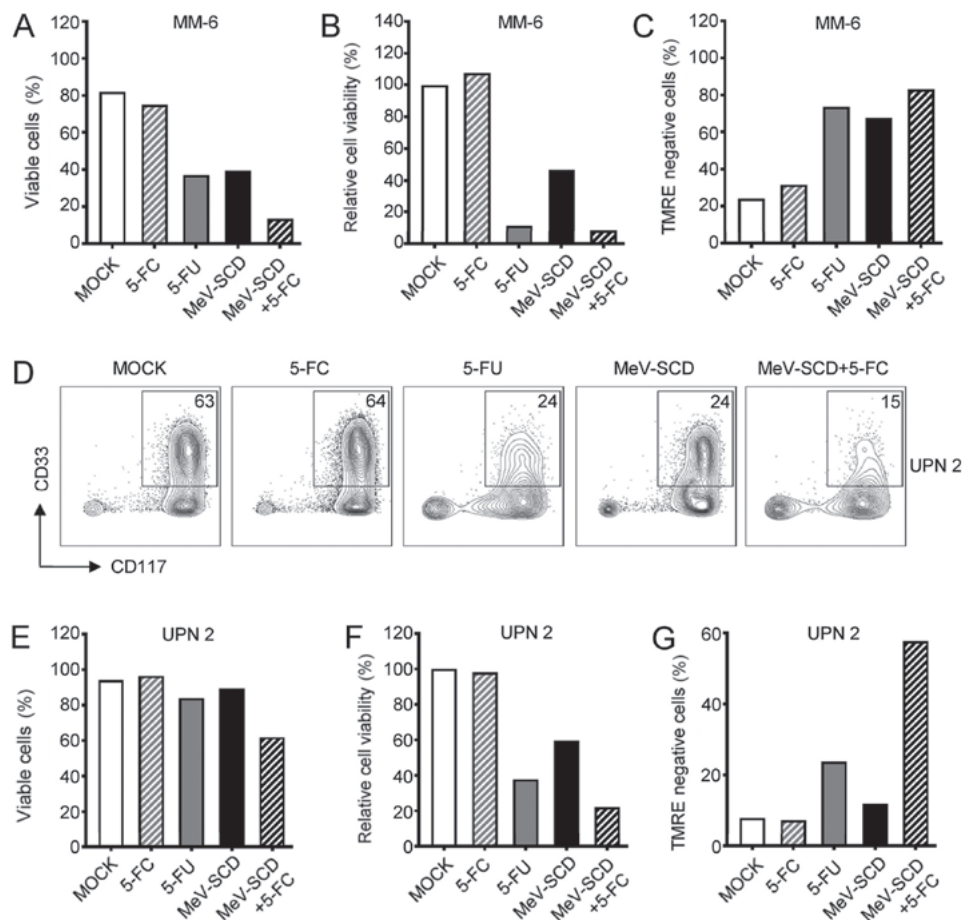 A
MM-6
Viable cells (%)
120
100
80
60
40
20
0
MOCK
5-FC
5-FU
MeV-SCD
MeV-SCD
+5-FC
B
MM-6
Relative cell viability (%)
140
120
100
80
60
40
20
0
MOCK
5-FC
5-FU
MeV-SCD
MeV-SCD
+5-FC
C
MM-6
TMRE negative cells (%)
120
100
80
60
40
20
0
MOCK
5-FC
5-FU
MeV-SCD
MeV-SCD
+5-FC
D
MOCK
5-FC
5-FU
MeV-SCD
MeV-SCD+5-FC
63
64
24
24
15
UPN 2
CD33
CD117
E
UPN 2
Viable cells (%)
120
100
80
60
40
20
0
MOCK
5-FC
5-FU
MeV-SCD
MeV-SCD
+5-FC
F
UPN 2
Relative cell viability (%)
120
100
80
60
40
20
0
MOCK
5-FC
5-FU
MeV-SCD
MeV-SCD
+5-FC
G
UPN 2
TMRE negative cells (%)
60
40
20
0
MOCK
5-FC
5-FU
MeV-SCD
MeV-SCD
+5-FC